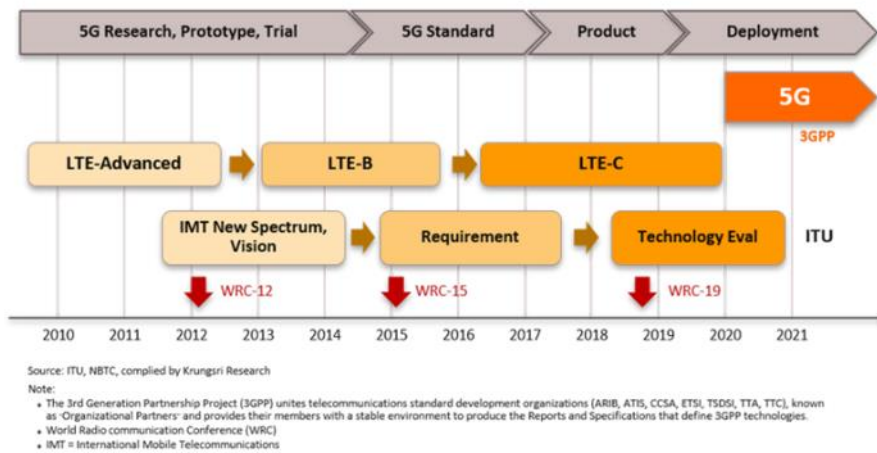 5G Research, Prototype, Trial
5G Standard
Product
Deployment
5G
3GPP
LTE-Advanced
LTE-B
LTE-C
IMT New Spectrum,
Vision
Requirement
Technology Eval
ITU
WRC-12
WRC-15
WRC-19
2010 2011 2012 2013 2014 2015 2016 2017 2018 2019 2020 2021
Source: ITU, NBTC, complied by Krungsri Research
Note:
• The 3rd Generation Partnership Project (3GPP) unites telecommunications standard development organizations (ARIB, ATIS, CCSA, ETSI, TSDSI, TTA, TTC), known
as "Organizational Partners" and provides their members with a stable environment to produce the Reports and Specifications that define 3GPP technologies.
• World Radio communication Conference (WRC)
• IMT = International Mobile Telecommunications